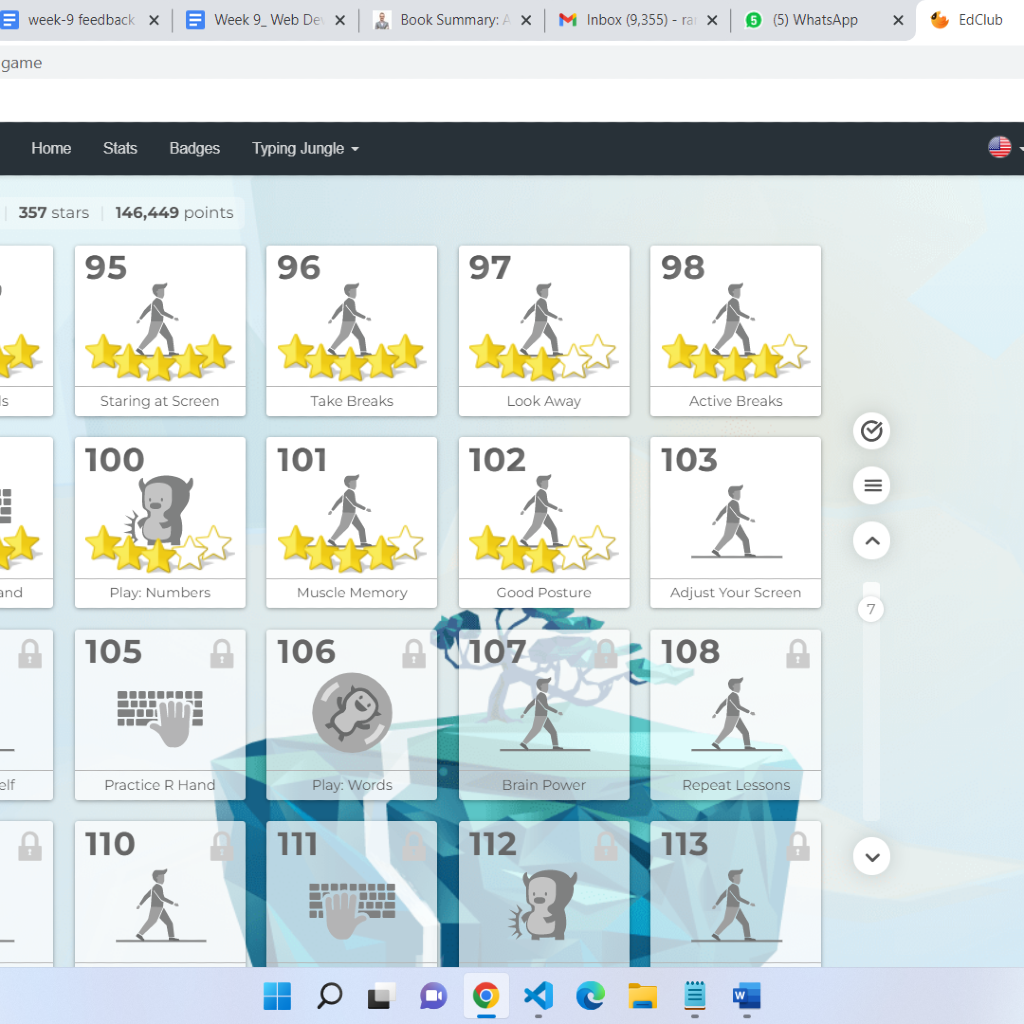 week-9 feedback
Week 9_ Web Dev
Book Summary: A
Inbox (9,355) - ra
5
(5) WhatsApp
EdClub
game
Home Stats Badges Typing Jungle
357 stars 146,449 points
95 96 97 98
ls Staring at Screen Take Breaks Look Away Active Breaks
100 101 102 103
and Play: Numbers Muscle Memory Good Posture Adjust Your Screen
7
105 106 107 108
elf Practice R Hand Play: Words Brain Power Repeat Lessons
110 111 112 113
W